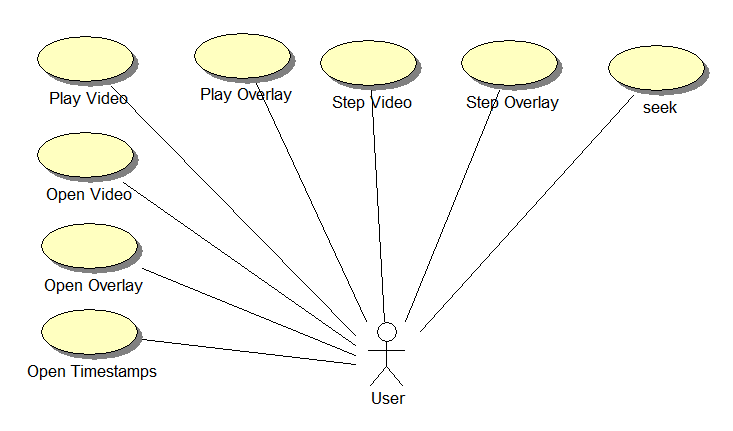 Play Video
Play Overlay
Step Video
Step Overlay
seek
Open Video
Open Overlay
Open Timestamps
User